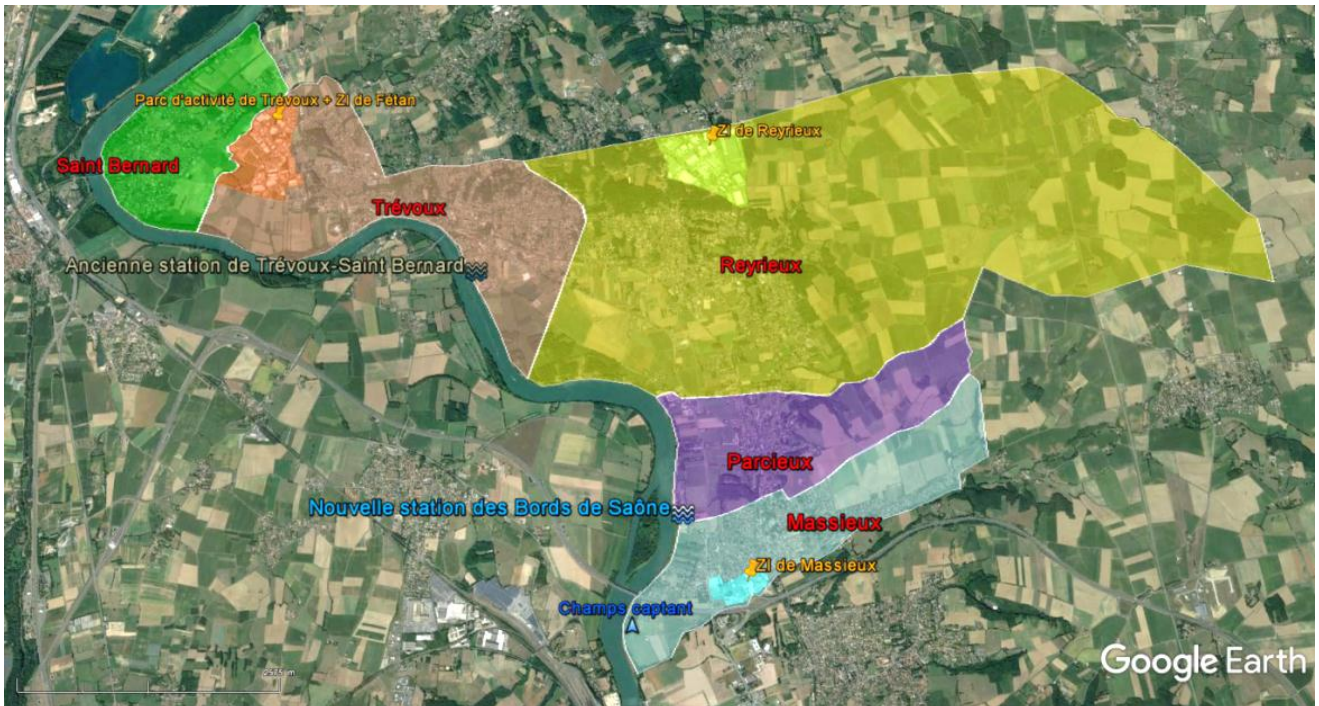 Parc d'activité de Trévoux + ZI de Fétan
ZI de Reyrieux
Saint Bernard
Trévoux
Ancienne station de Trévoux-Saint Bernard
Reyrieux
Parcieux
Nouvelle station des Bords de Saône
Massieux
ZI de Massieux
Champs captant
Google Earth